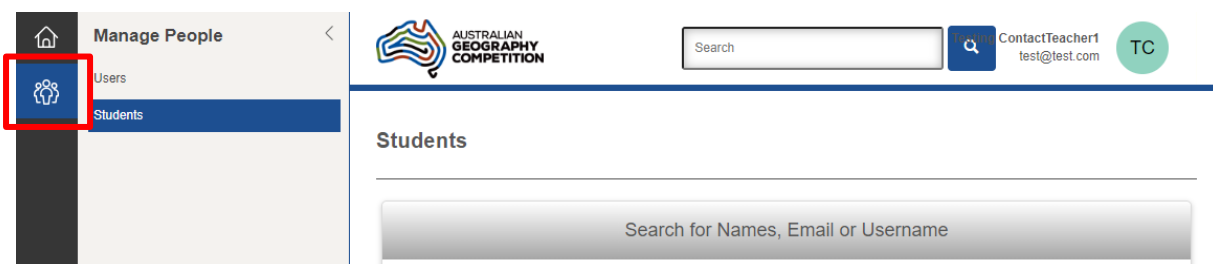 Manage People
Users
Students
AUSTRALIAN
GEOGRAPHY
COMPETITION
Search
Testing ContactTeacher1
test@test.com
TC
Students
Search for Names, Email or Username